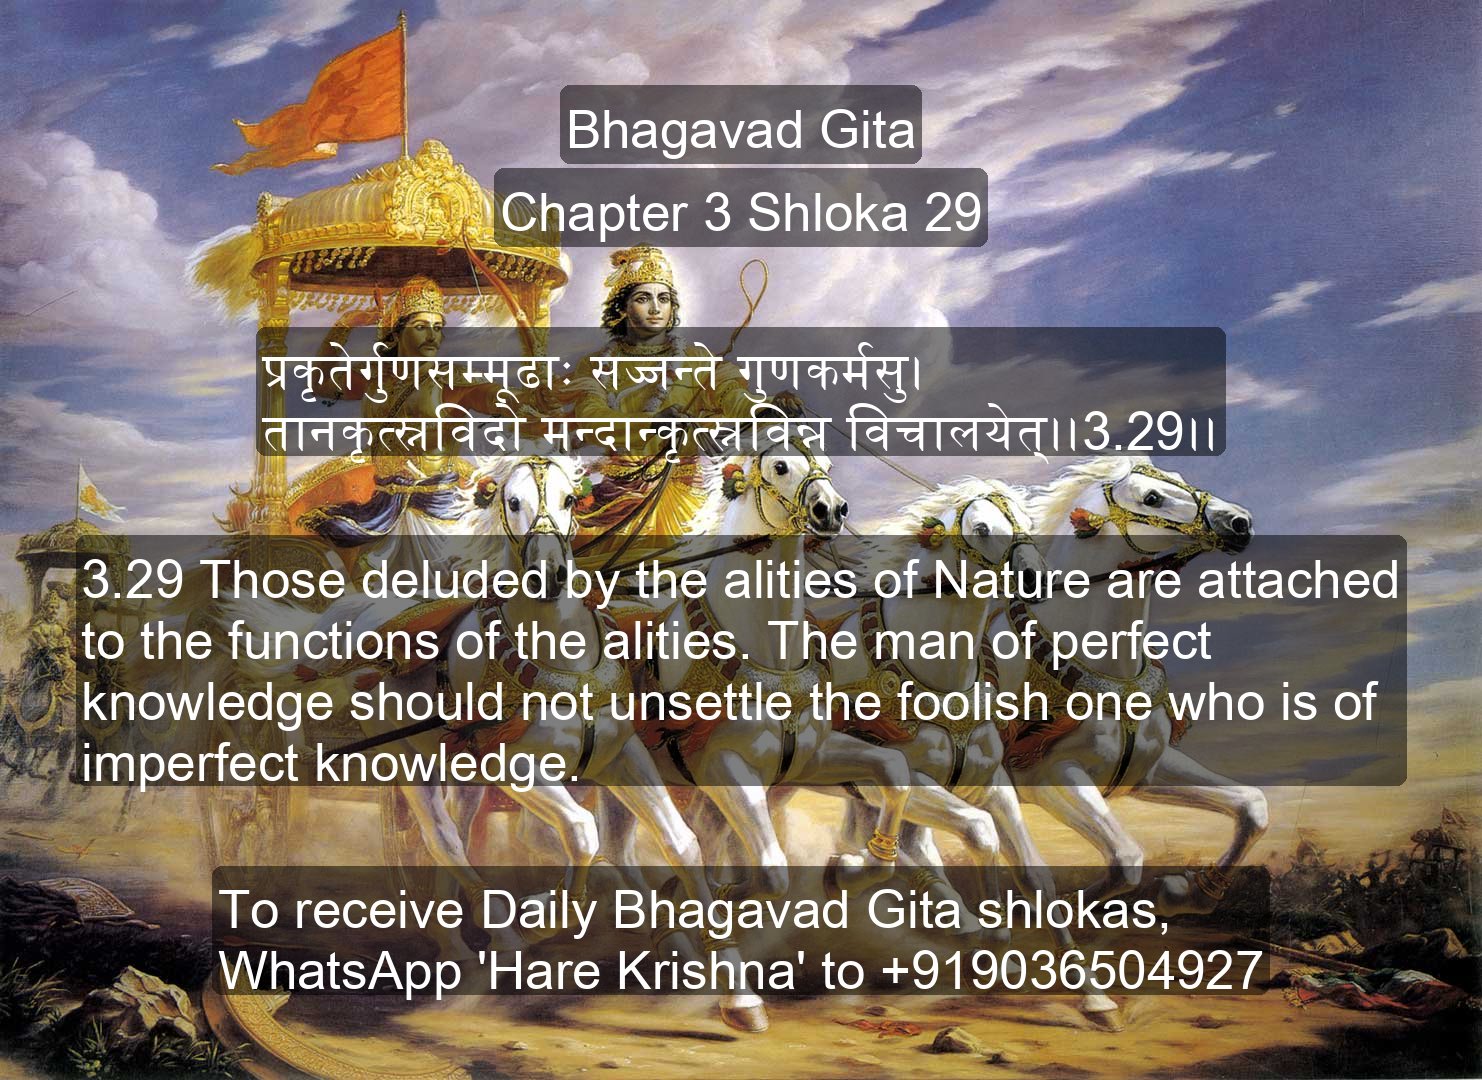 Bhagavad Gita
Chapter 3 Shloka 29
प्रकृतेर्गुणसम्मूढाः सज्जन्ते गुणकर्मसु।
तानकृत्स्नविदो मन्दान्कृत्स्नविन्न विचालयेत्।।3.29।।
3.29 Those deluded by the alities of Nature are attached
to the functions of the alities. The man of perfect
knowledge should not unsettle the foolish one who is of
imperfect knowledge.
To receive Daily Bhagavad Gita shlokas,
WhatsApp 'Hare Krishna' to +919036504927